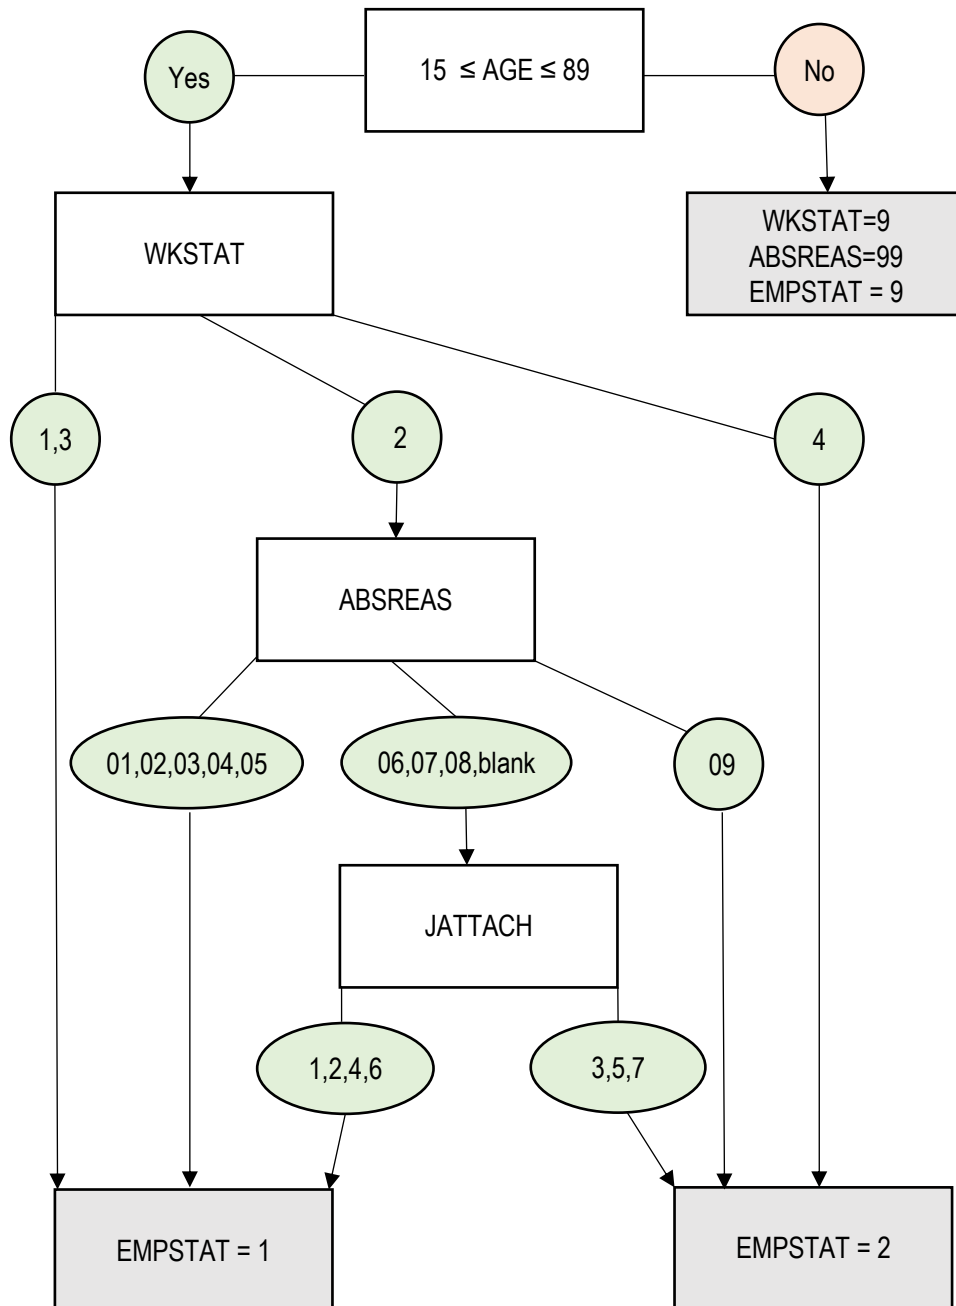 15 ≤ AGE ≤ 89
Yes
No
WKSTAT
WKSTAT=9
ABSREAS=99
EMPSTAT = 9
1,3
2
4
ABSREAS
01,02,03,04,05
06,07,08,blank
09
JATTACH
1,2,4,6
3,5,7
EMPSTAT = 1
EMPSTAT = 2